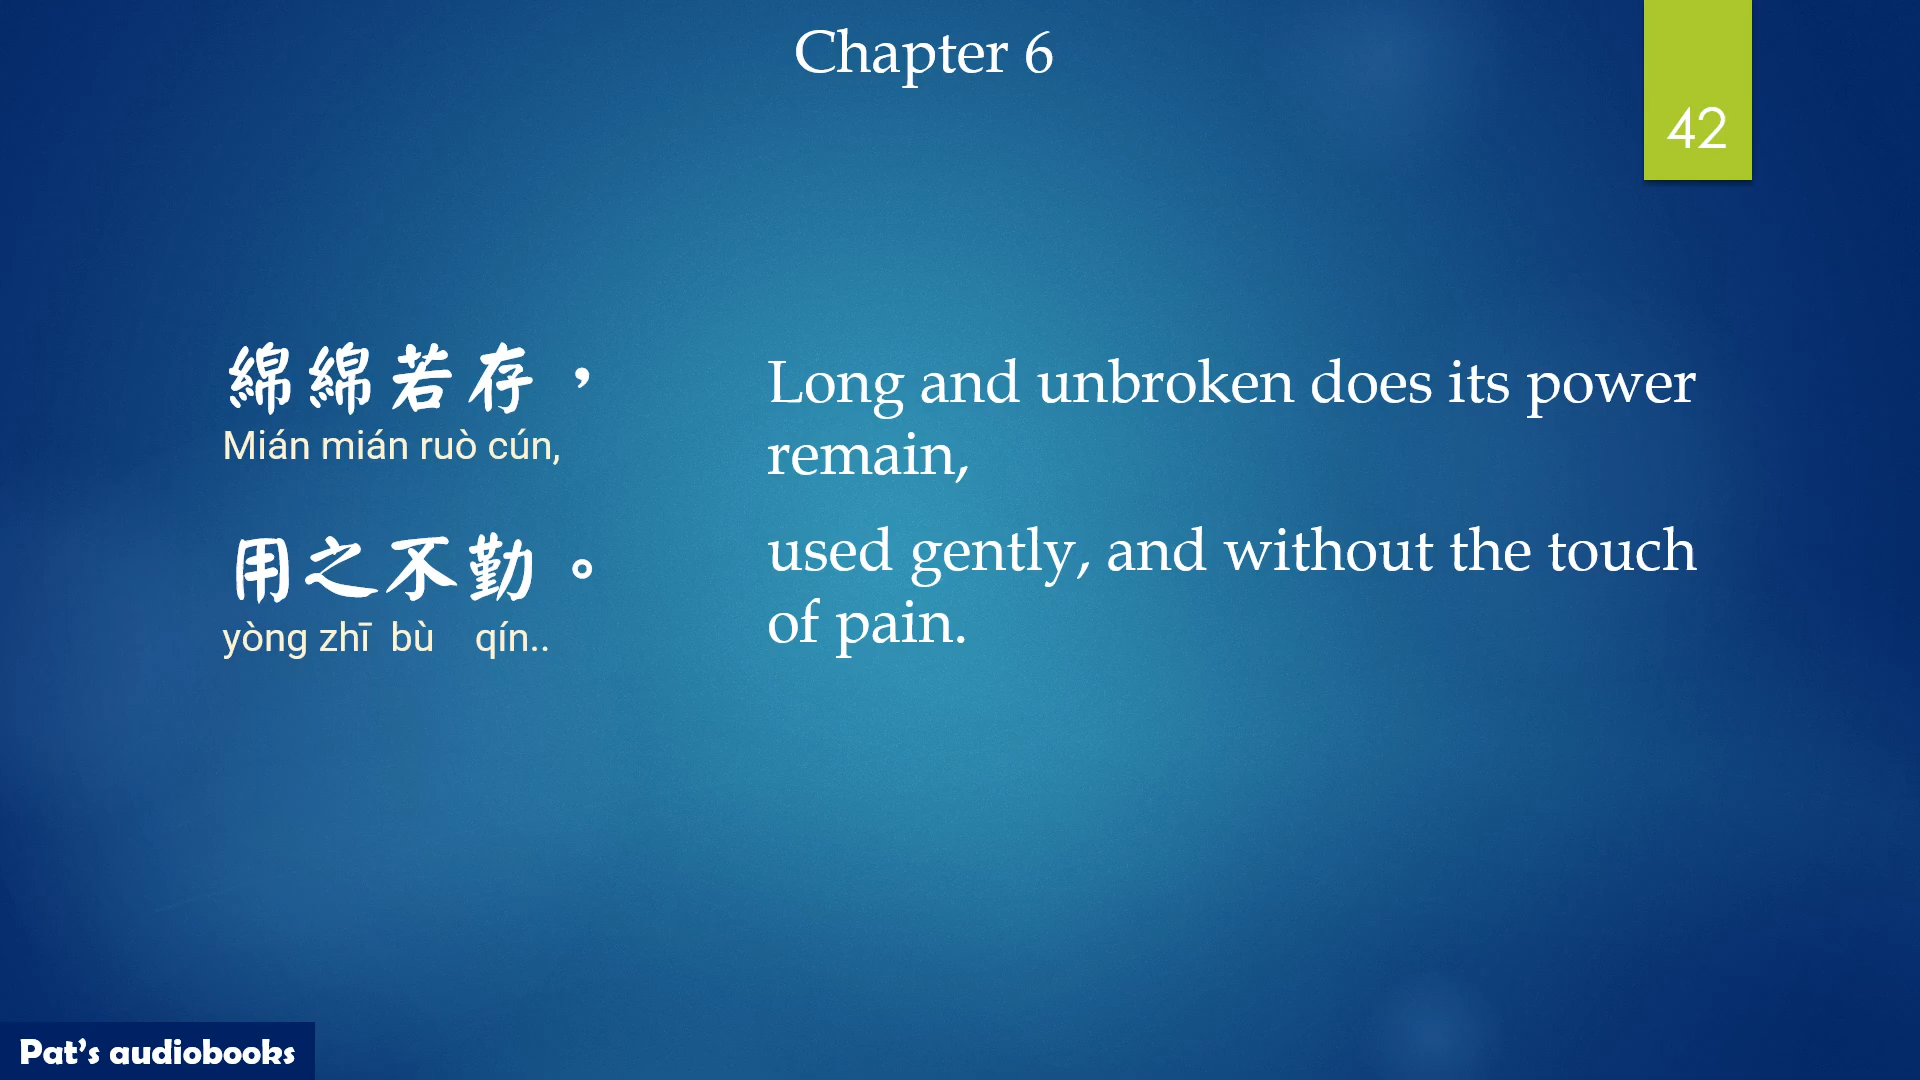 Chapter 6
42
綿綿若存，
Mián mián ruò cún,
用之不勤。
yòng zhī bù qín..
Long and unbroken does its power
remain,
used gently, and without the touch
of pain.
Pat's audiobooks